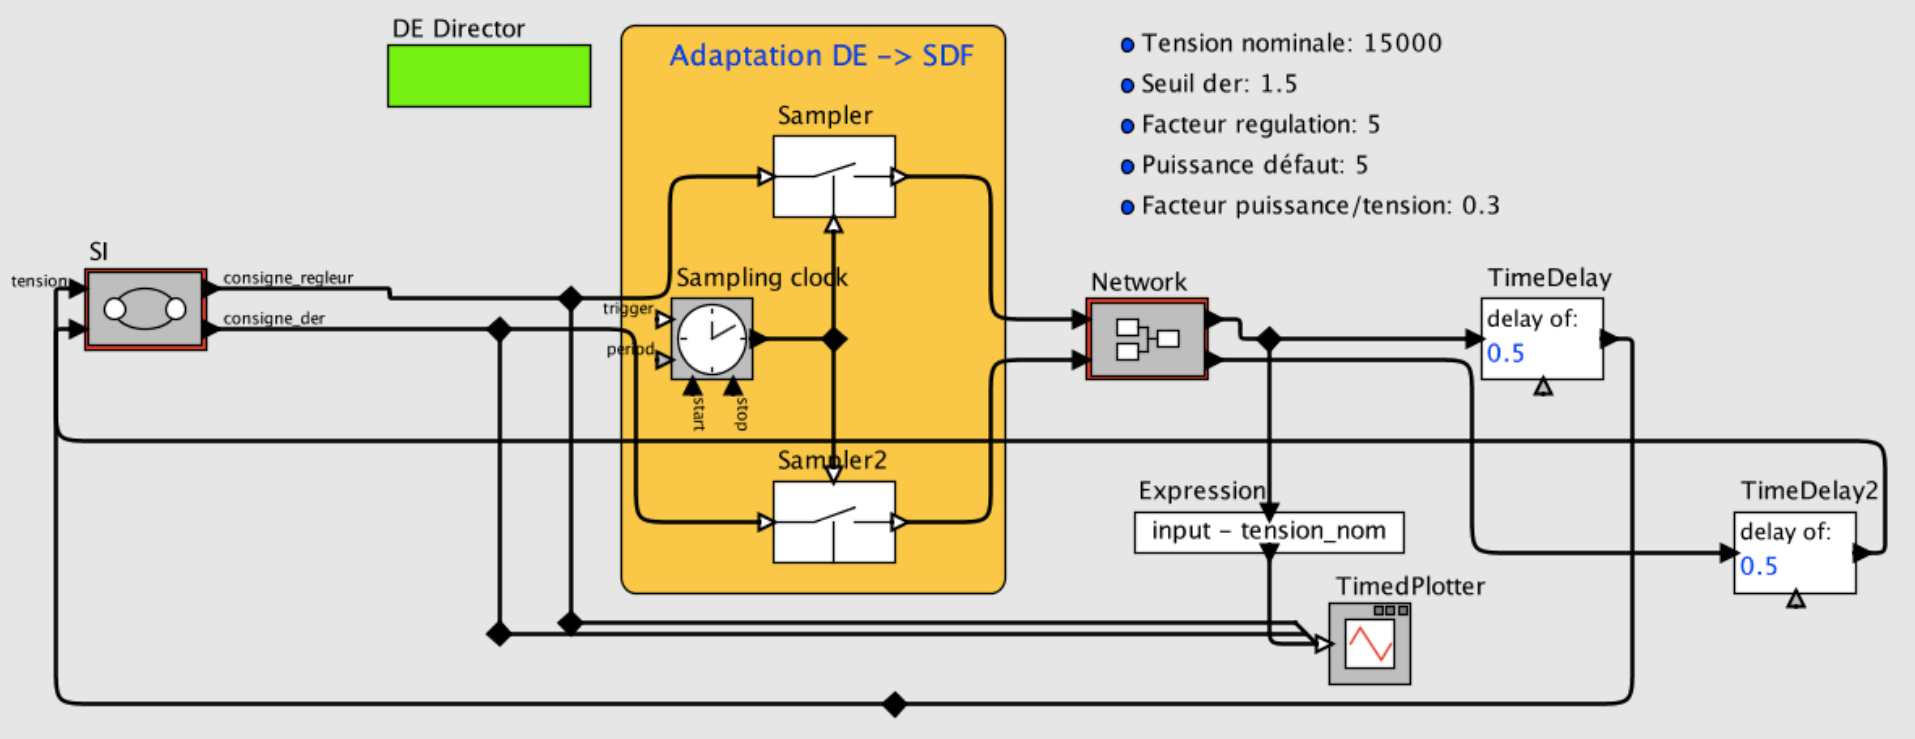 DE Director
Adaptation DE -> SDF
Tension nominale: 15000
Seuil der: 1.5
Facteur regulation: 5
Puissance défaut: 5
Facteur puissance/tension: 0.3
Sampler
SI
tension
consigne_regleur
consigne_der
Sampling clock
trigger
period
start
stop
Network
TimeDelay
delay of:
0.5
Sampler2
Expression
input - tension_nom
TimeDelay2
delay of:
0.5
TimedPlotter